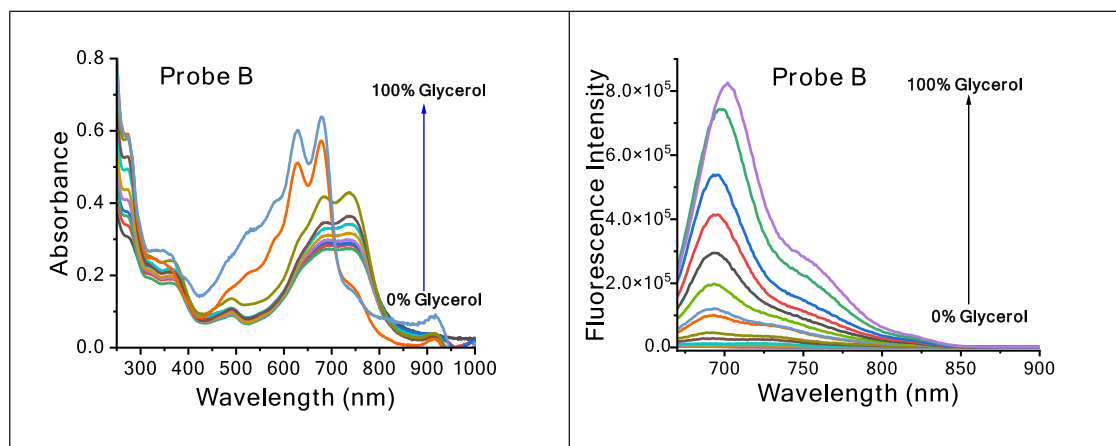 0.8
0.6
0.4
0.2
0.0
Absorbance
Probe B
100% Glycerol
0% Glycerol
300 400 500 600 700 800 900 1000
Wavelength (nm)
8.0×10⁵
6.0×10⁵
4.0×10⁵
2.0×10⁵
0.0
Fluorescence Intensity
Probe B
100% Glycerol
0% Glycerol
700 750 800 850 900
Wavelength (nm)